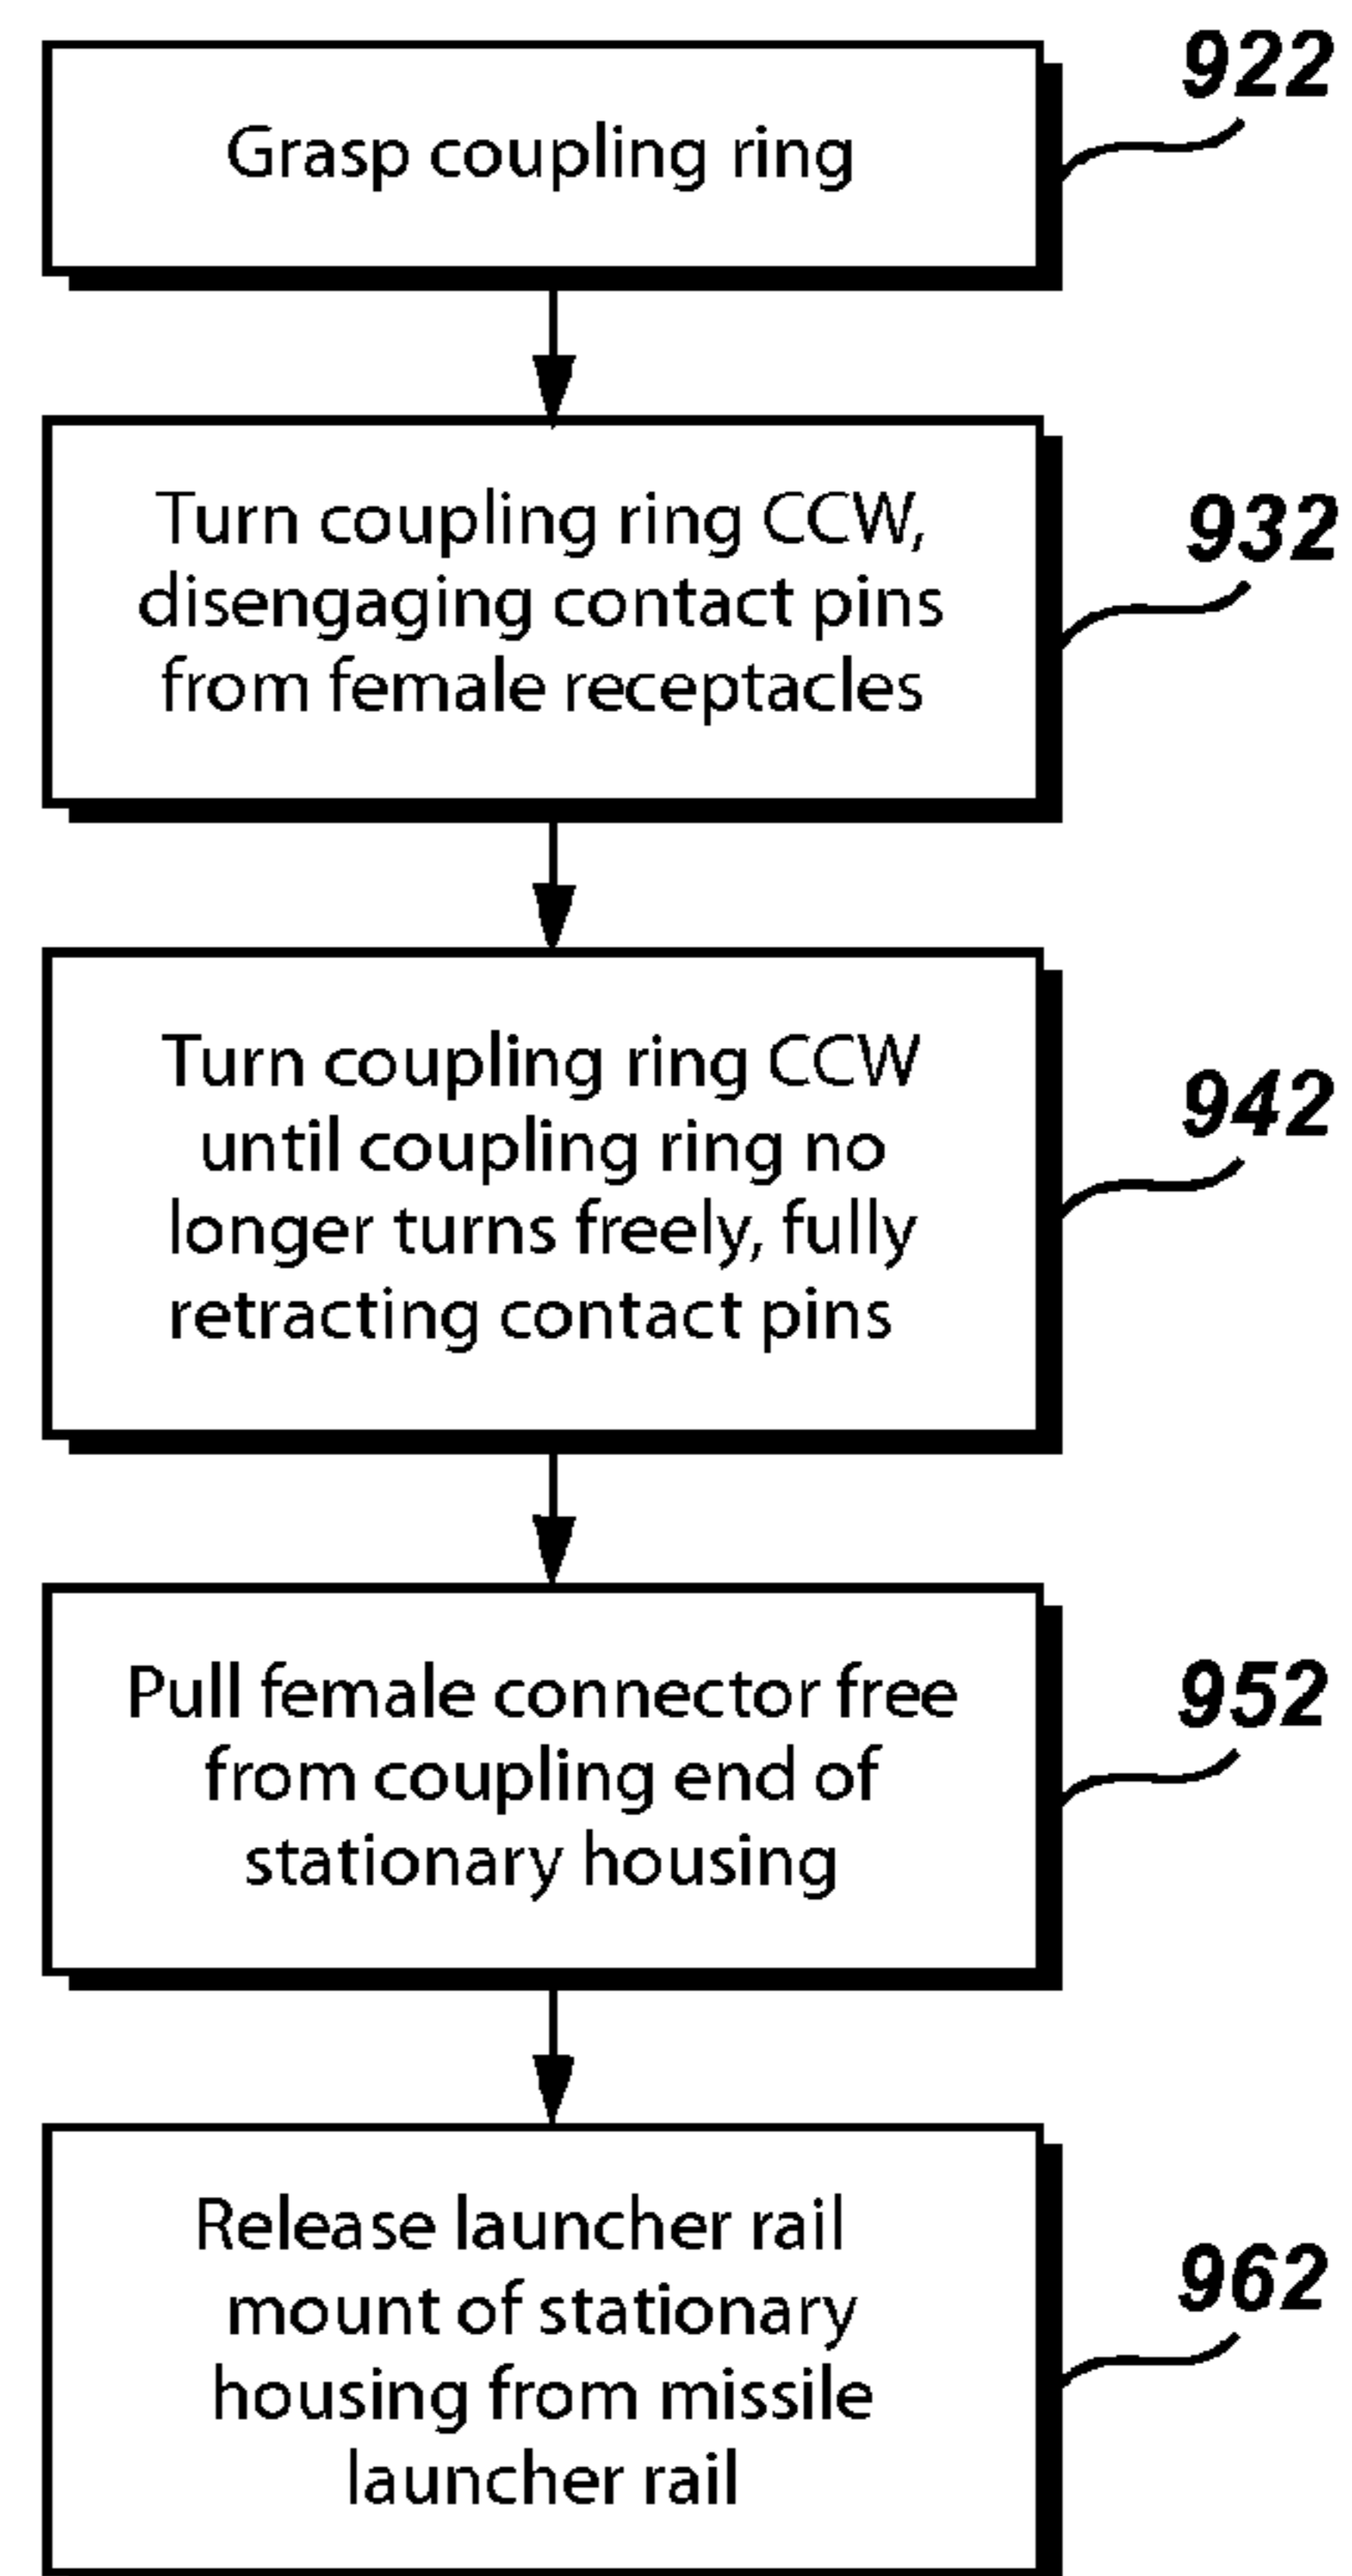 922
Grasp coupling ring
932
Turn coupling ring CCW,
disengaging contact pins
from female receptacles
942
Turn coupling ring CCW
until coupling ring no
longer turns freely, fully
retracting contact pins
952
Pull female connector free
from coupling end of
stationary housing
962
Release launcher rail
mount of stationary
housing from missile
launcher rail